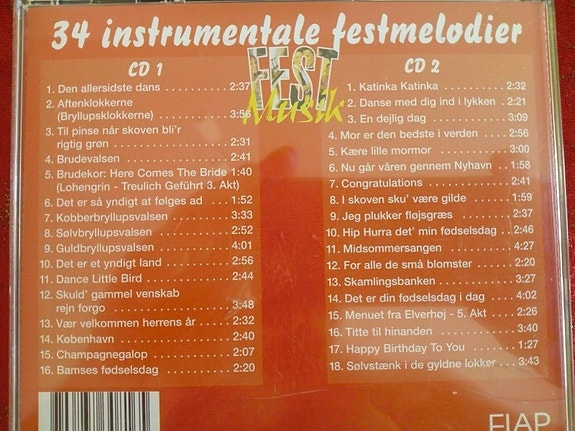 34 instrumentale festmelodier
FEST
Musik
CD 1
1. Den allersidste dans . . . . . . . . . . . 2:37
2. Aftenklokkerne
(Bryllupsklokkerne) . . . . . . . . . . . . 3:56
3. Til pinse når skoven bli'r
rigtig grøn . . . . . . . . . . . . . . . . . . 2:31
4. Brudevalsen . . . . . . . . . . . . . . . . . 2:41
5. Brudekor: Here Comes The Bride 1:40
(Lohengrin - Treulich Geführt 3. Akt)
6. Det er så yndigt at følges ad . . . . . 1:52
7. Kobberbryllupsvalsen . . . . . . . . . . 3:33
8. Sølvbryllupsvalsen . . . . . . . . . . . . 2:52
9. Guldbryllupsvalsen . . . . . . . . . . . . 4:01
10. Det er et yndigt land . . . . . . . . . . . 2:56
11. Dance Little Bird . . . . . . . . . . . . . . 2:44
12. Skuld' gammel venskab
rejn forgo . . . . . . . . . . . . . . . . . . . 3:48
13. Vær velkommen herrens år . . . . . . 2:32
14. København . . . . . . . . . . . . . . . . . . 2:40
15. Champagnegalop . . . . . . . . . . . . . 2:07
16. Bamses fødselsdag . . . . . . . . . . . . 2:20
CD 2
1. Katinka Katinka . . . . . . . . . . . . . . . 2:32
2. Danse med dig ind i lykken . . . . . . 2:21
3. En dejlig dag . . . . . . . . . . . . . . . . . 3:09
4. Mor er den bedste i verden . . . . . . 2:56
5. Kære lille mormor . . . . . . . . . . . . . 3:00
6. Nu går våren gennem Nyhavn . . . . 1:58
7. Congratulations . . . . . . . . . . . . . . . 2:41
8. I skoven sku' være gilde . . . . . . . . 1:59
9. Jeg plukker fløjsgræs . . . . . . . . . . 2:37
10. Hip Hurra det' min fødselsdag . . . . 2:46
11. Midsommersangen . . . . . . . . . . . . 4:31
12. For alle de små blomster . . . . . . . . 2:20
13. Skamlingsbanken . . . . . . . . . . . . . 3:27
14. Det er din fødselsdag i dag . . . . . . 4:02
15. Menuet fra Elverhøj - 5. Akt . . . . . 2:26
16. Titte til hinanden . . . . . . . . . . . . . . 3:40
17. Happy Birthday To You . . . . . . . . . 1:27
18. Sølvstænk i de gyldne lokker . . . . 3:43